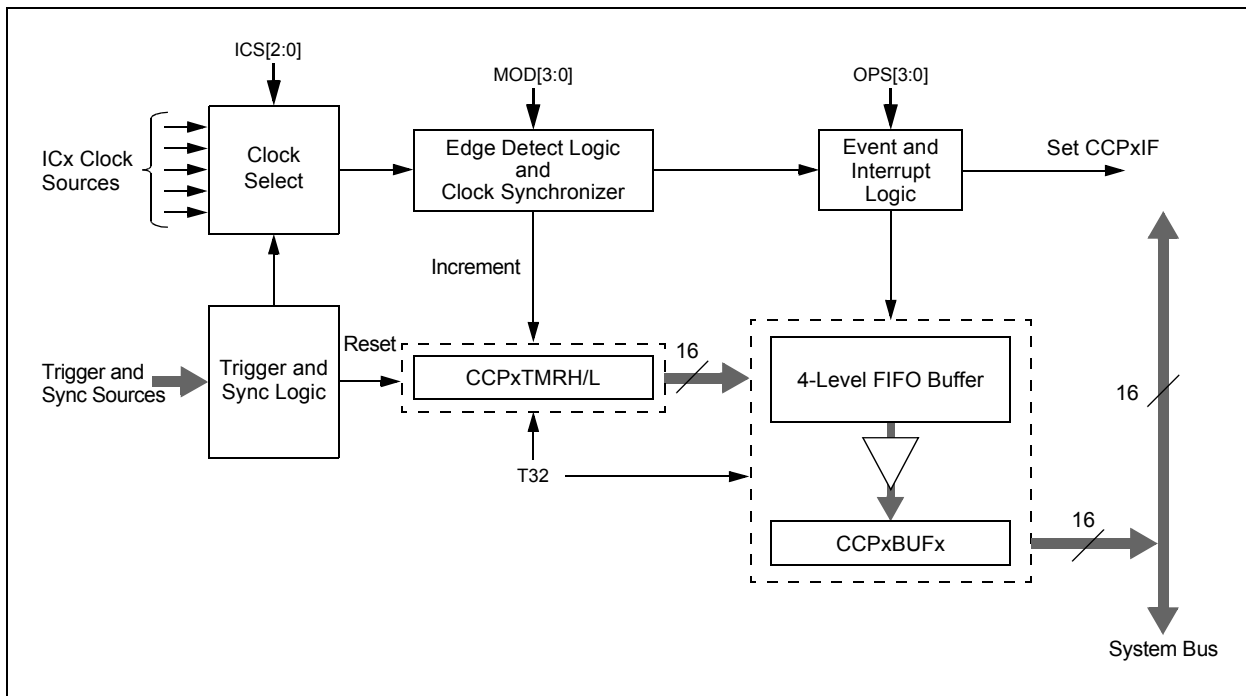 ICS[2:0]
MOD[3:0]
OPS[3:0]
ICx Clock
Sources
Clock
Select
Edge Detect Logic
and
Clock Synchronizer
Event and
Interrupt
Logic
Set CCPxIF
Increment
Trigger and
Sync Sources
Trigger and
Sync Logic
Reset
CCPxTMRH/L
16
4-Level FIFO Buffer
16
T32
CCPxBUFx
16
System Bus